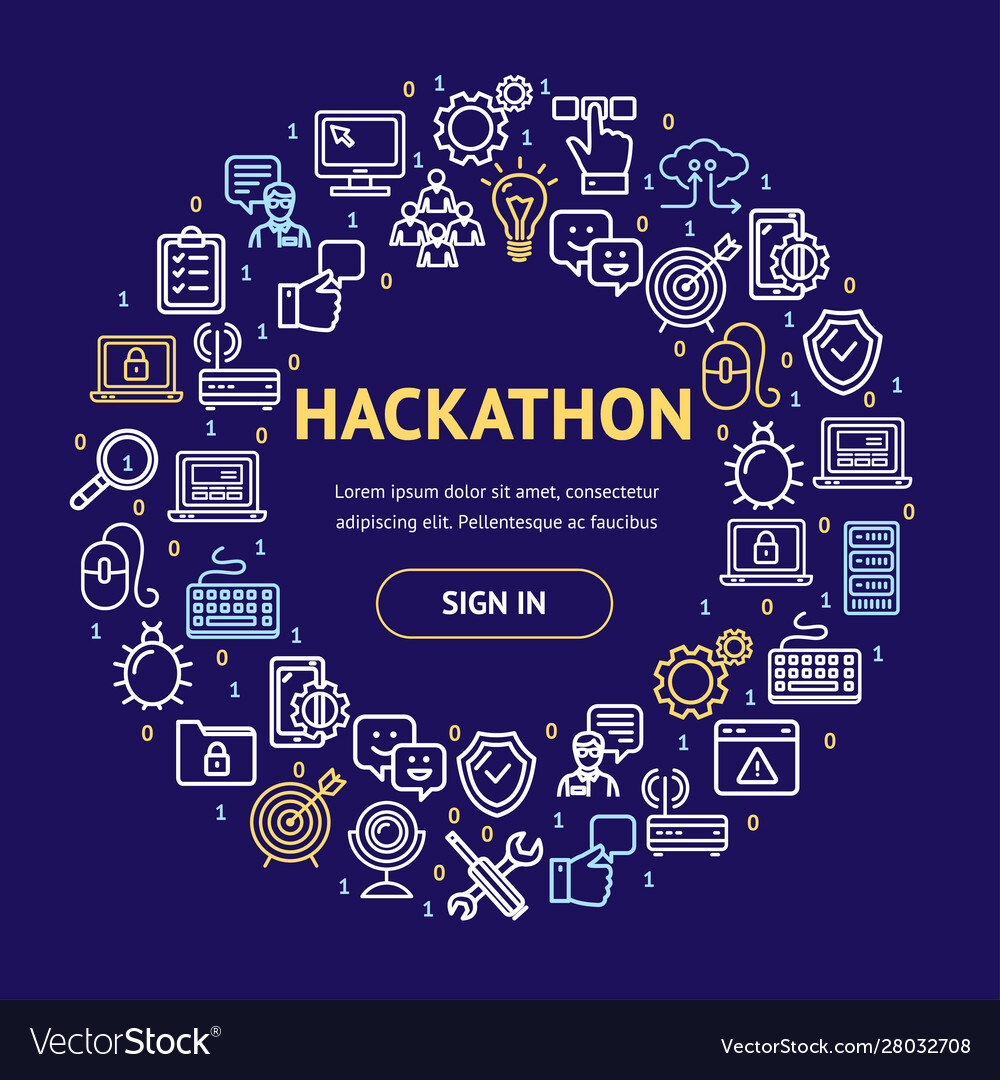 HACKATHON
Lorem ipsum dolor sit amet, consectetur
adipiscing elit. Pellentesque ac faucibus
SIGN IN
VectorStock®
VectorStock.com/28032708